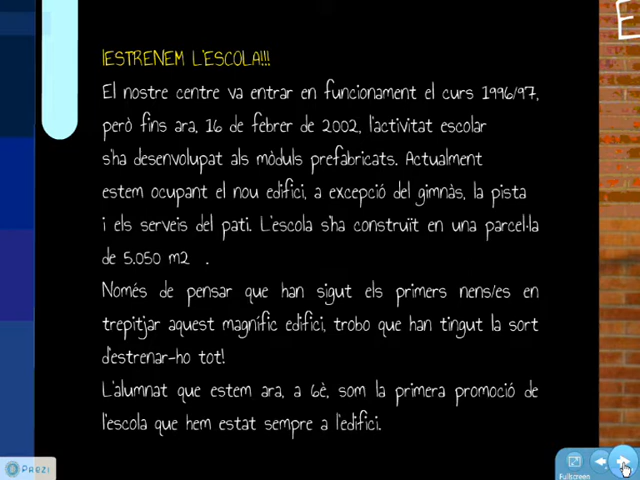 ¡ESTRENEM L'ESCOLA!!!
El nostre centre va entrar en funcionament el curs 1996/97,
però fins ara, 16 de febrer de 2002, l'activitat escolar
s'ha desenvolupat als mòduls prefabricats. Actualment
estem ocupant el nou edifici, a excepció del gimnàs, la pista
i els serveis del pati. L'escola s'ha construït en una parcel·la
de 5.050 m2 .
Només de pensar que han sigut els primers nens/es en
trepitjar aquest magnífic edifici, trobo que han tingut la sort
d'estrenar-ho tot!
L'alumnat que estem ara, a 6è, som la primera promoció de
l'escola que hem estat sempre a l'edifici.
E
Prezi
Fullscreen